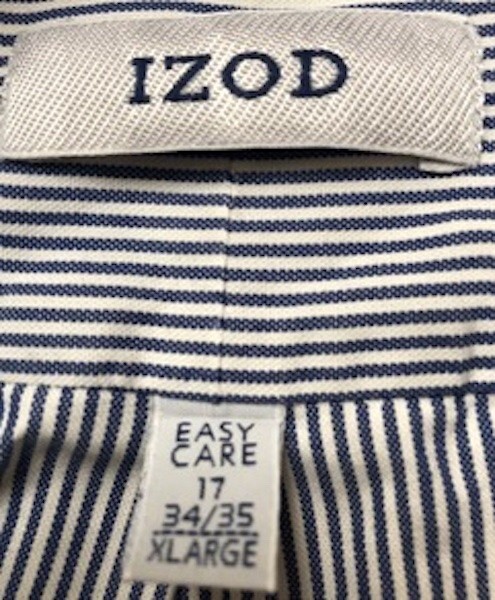 IZOD
EASY
CARE
17
34/35
XLARGE